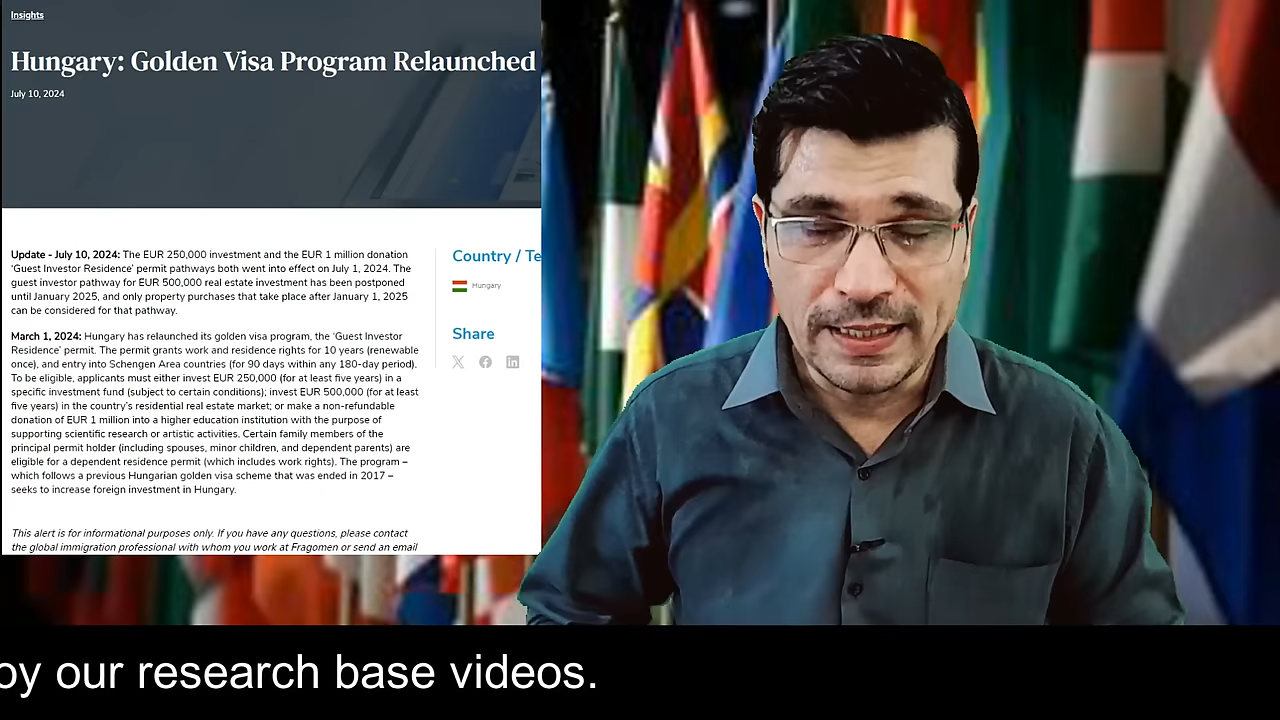 Insights
Hungary: Golden Visa Program Relaunched
July 10, 2024
Update - July 10, 2024: The EUR 250,000 investment and the EUR 1 million donation
‘Guest Investor Residence’ permit pathways both went into effect on July 1, 2024. The
guest investor pathway for EUR 500,000 real estate investment has been postponed
until January 2025, and only property purchases that take place after January 1, 2025
can be considered for that pathway.
March 1, 2024: Hungary has relaunched its golden visa program, the ‘Guest Investor
Residence’ permit. The permit grants work and residence rights for 10 years (renewable
once), and entry into Schengen Area countries (for 90 days within any 180-day period).
To be eligible, applicants must either invest EUR 250,000 (for at least five years) in a
specific investment fund (subject to certain conditions); invest EUR 500,000 (for at least
five years) in the country’s residential real estate market; or make a non-refundable
donation of EUR 1 million into a higher education institution with the purpose of
supporting scientific research or artistic activities. Certain family members of the
principal permit holder (including spouses, minor children, and dependent parents) are
eligible for a dependent residence permit (which includes work rights). The program –
which follows a previous Hungarian golden visa scheme that was ended in 2017 –
seeks to increase foreign investment in Hungary.
This alert is for informational purposes only. If you have any questions, please contact
the global immigration professional with whom you work at Fragomen or send an email
Country / Te
Hungary
Share
by our research base videos.